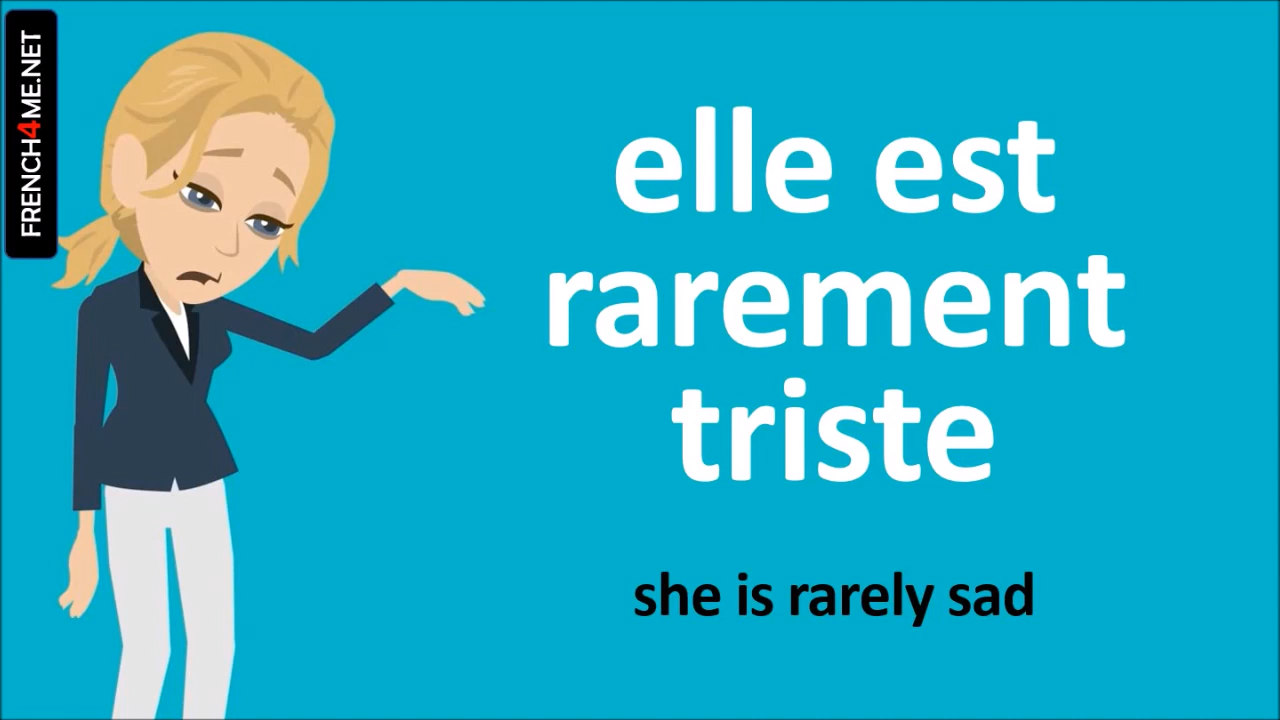 FRENCH4ME.NET
elle est
rarement
triste
she is rarely sad